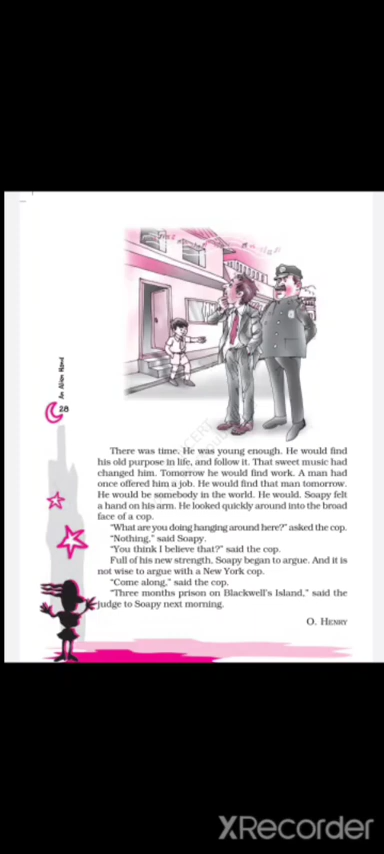 An Alien Hand
28
There was time. He was young enough. He would find
his old purpose in life, and follow it. That sweet music had
changed him. Tomorrow he would find work. A man had
once offered him a job. He would find that man tomorrow.
He would be somebody in the world. He would. Soapy felt
a hand on his arm. He looked quickly around into the broad
face of a cop.
“What are you doing hanging around here?” asked the cop.
“Nothing,” said Soapy.
“You think I believe that?” said the cop.
Full of his new strength, Soapy began to argue. And it is
not wise to argue with a New York cop.
“Come along,” said the cop.
“Three months prison on Blackwell’s Island,” said the
judge to Soapy next morning.
O. HENRY
XRecorder